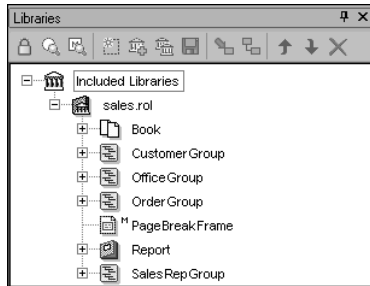 Libraries
Included Libraries
sales.rol
Book
CustomerGroup
OfficeGroup
OrderGroup
M PageBreakFrame
Report
SalesRepGroup